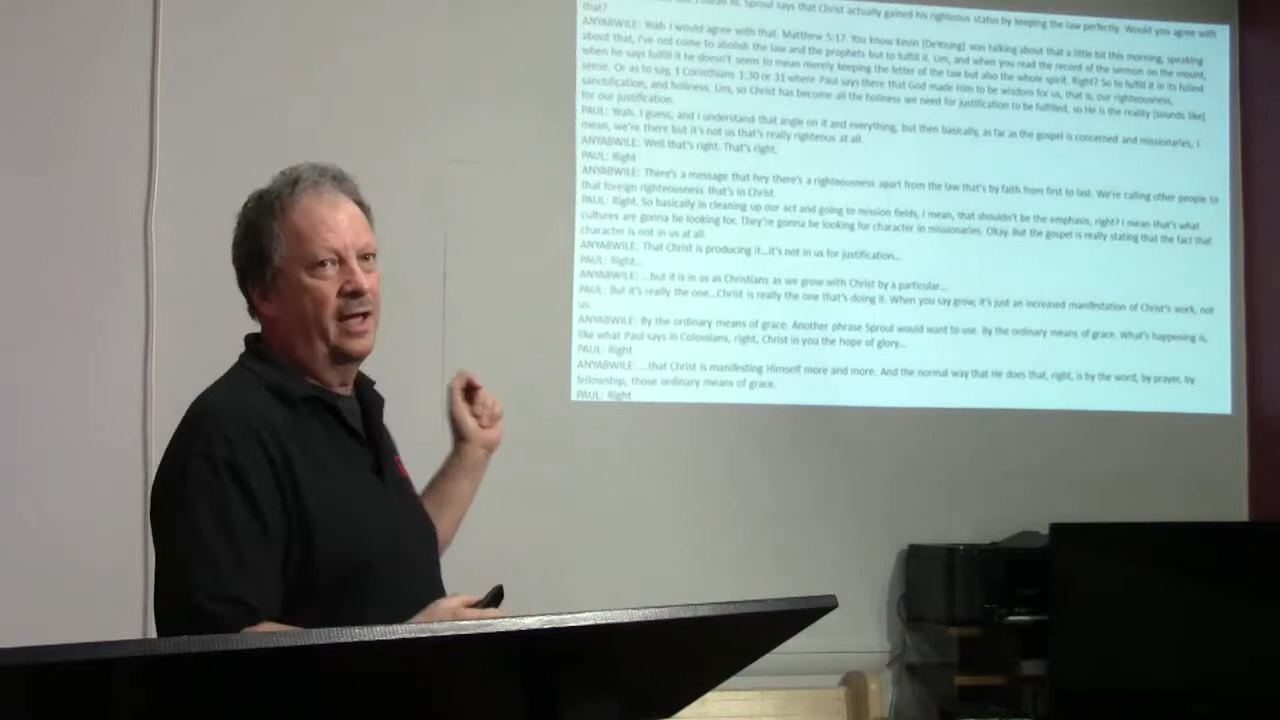 Sproul says that Christ actually gained his righteous status by keeping the law perfectly. Would you agree with
that?
ANYABWILE: Yeah I would agree with that. Matthew 5:17. You know Kevin [DeYoung] was talking about that a little bit this morning, speaking
about that, I've not come to abolish the law and the prophets but to fulfill it. Um, and when you read the record of the sermon on the mount,
when he says fulfill it he doesn't seem to mean merely keeping the letter of the law but also the whole spirit. Right? So to fulfill it in its fullest
sense. Or as to say, 1 Corinthians 1:30 or 31 where Paul says there that God made Him to be wisdom for us, that is, our righteousness,
sanctification, and holiness. Um, so Christ has become all the holiness we need for justification to be fulfilled, so He is the reality [sounds like]
for our justification.
PAUL: Yeah. I guess, and I understand that angle on it and everything, but then basically, as far as the gospel is concerned and missionaries, I
mean, we're there but it's not us that's really righteous at all.
ANYABWILE: Well that's right. That's right.
PAUL: Right
ANYABWILE: There's a message that hey there's a righteousness apart from the law that's by faith from first to last. We're calling other people to
that foreign righteousness that's in Christ.
PAUL: Right. So basically in cleaning up our act and going to mission fields, I mean, that shouldn't be the emphasis, right? I mean that's what
cultures are gonna be looking for. They're gonna be looking for character in missionaries. Okay. But the gospel is really stating that the fact that
character is not in us at all.
ANYABWILE: That Christ is producing it...it's not in us for justification...
PAUL: Right...
ANYABWILE: ...but it is in us as Christians as we grow with Christ by a particular...
PAUL: But it's really the one...Christ is really the one that's doing it. When you say grow, it's just an increased manifestation of Christ's work, not
us.
ANYABWILE: By the ordinary means of grace. Another phrase Sproul would want to use. By the ordinary means of grace. What's happening is,
like what Paul says in Colossians, right, Christ in you the hope of glory...
PAUL: Right
ANYABWILE: ...that Christ is manifesting Himself more and more. And the normal way that He does that, right, is by the word, by prayer, by
fellowship, those ordinary means of grace.
PAUL: Right